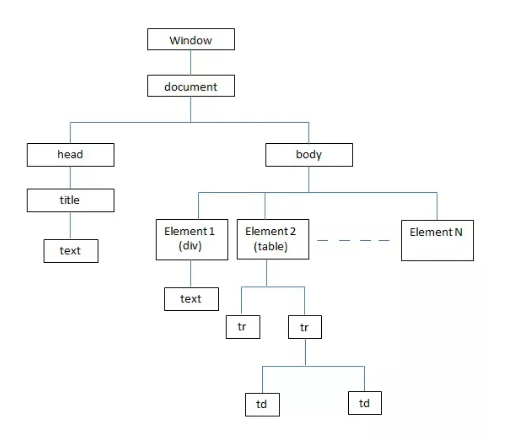 Window
document
head
body
title
text
Element 1
(div)
Element 2
(table)
Element N
text
tr
tr
td
td